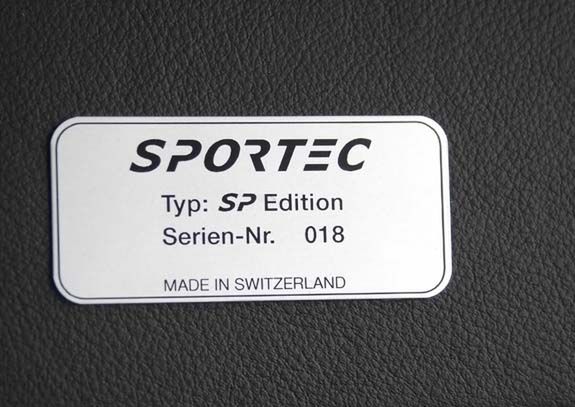 SPORTEC
Typ: SP Edition
Serien-Nr. 018
MADE IN SWITZERLAND